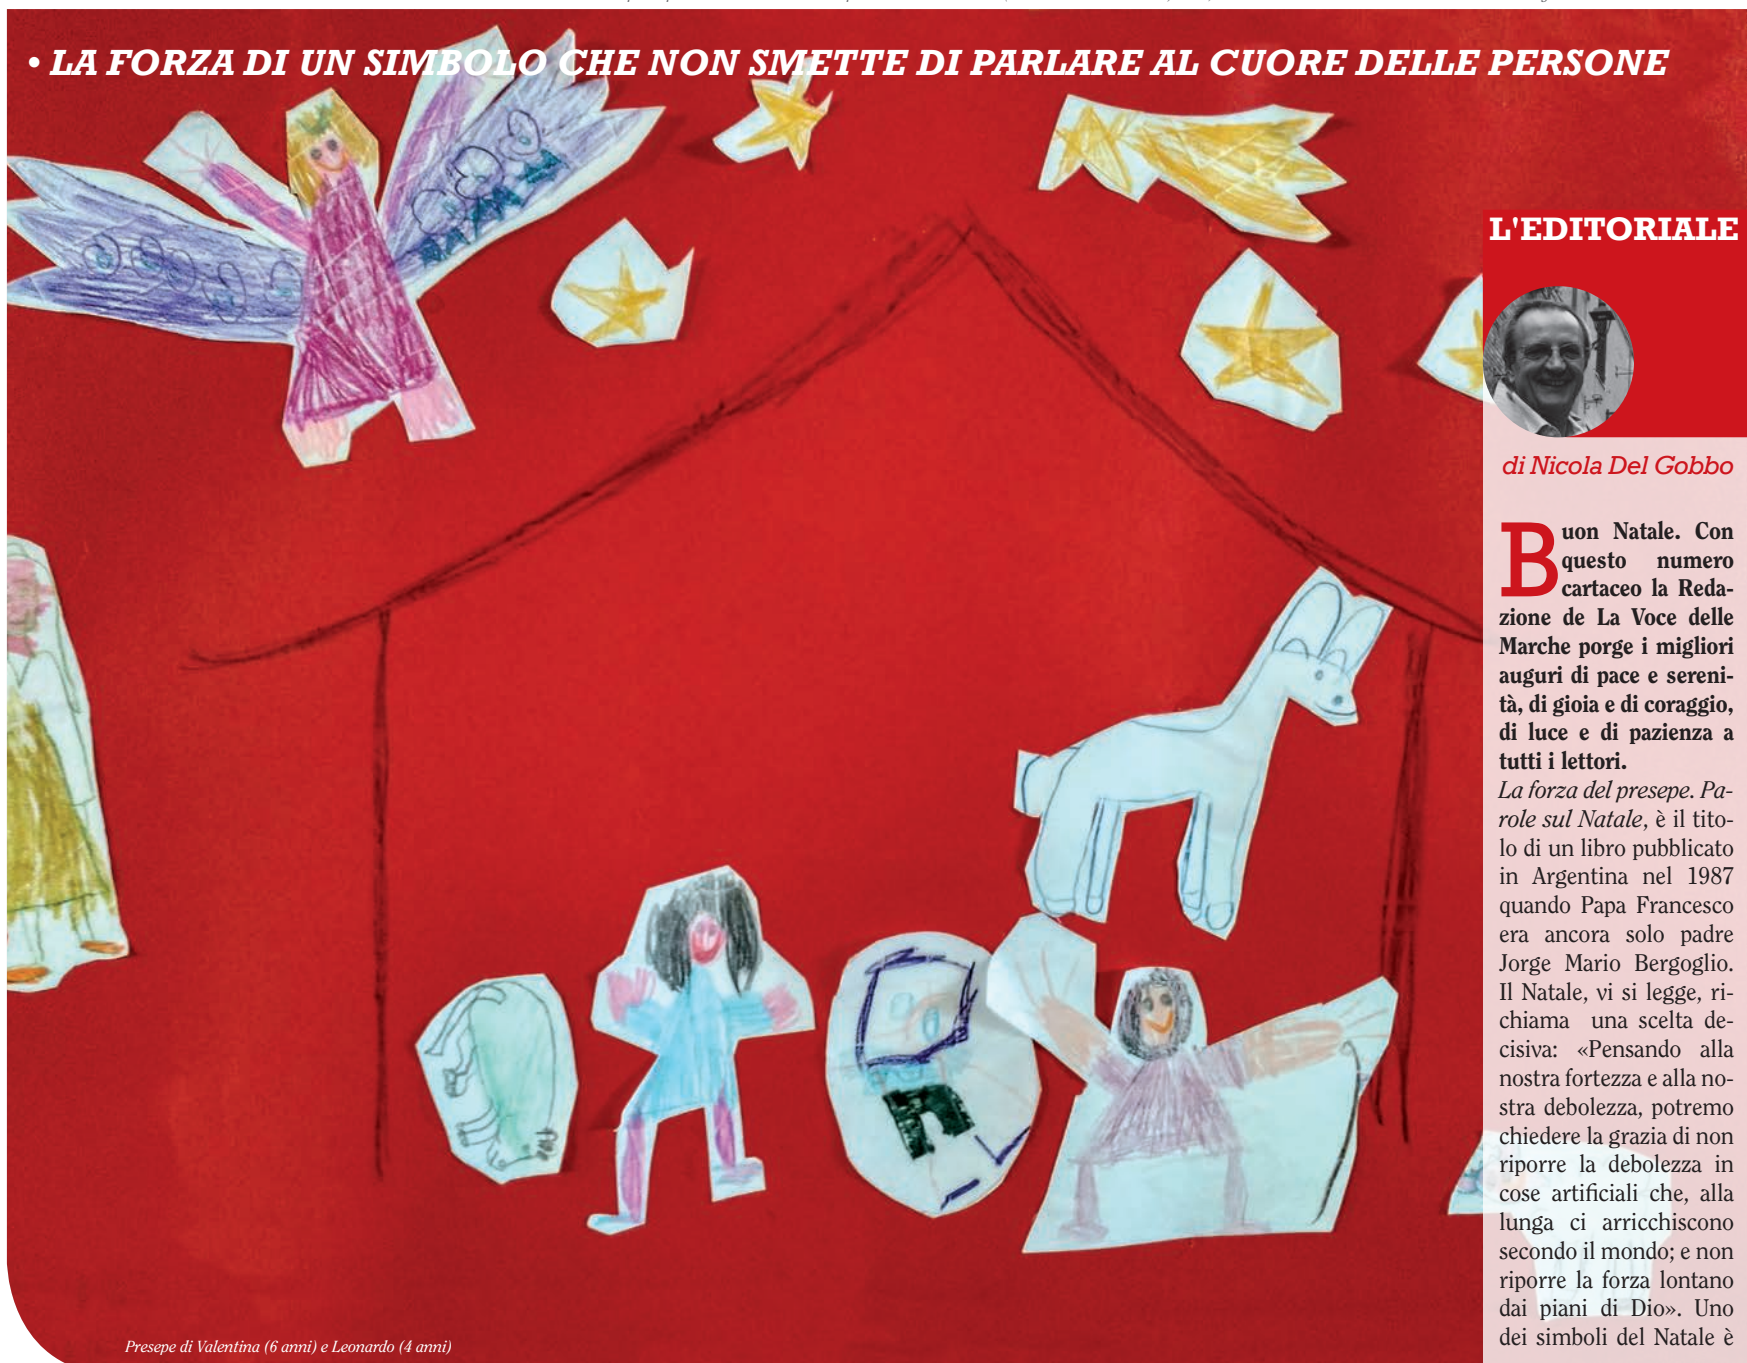 • LA FORZA DI UN SIMBOLO CHE NON SMETTE DI PARLARE AL CUORE DELLE PERSONE
L'EDITORIALE
di Nicola Del Gobbo
Buon Natale. Con
questo numero
cartaceo la Reda-
zione de La Voce delle
Marche porge i migliori
auguri di pace e sereni-
tà, di gioia e di coraggio,
di luce e di pazienza a
tutti i lettori.
La forza del presepe. Pa-
role sul Natale, è il tito-
lo di un libro pubblicato
in Argentina nel 1987
quando Papa Francesco
era ancora solo padre
Jorge Mario Bergoglio.
Il Natale, vi si legge, ri-
chiama una scelta de-
cisiva: «Pensando alla
nostra fortezza e alla no-
stra debolezza, potremo
chiedere la grazia di non
riporre la debolezza in
cose artificiali che, alla
lunga ci arricchiscono
secondo il mondo; e non
riporre la forza lontano
dai piani di Dio». Uno
dei simboli del Natale è
Presepe di Valentina (6 anni) e Leonardo (4 anni)